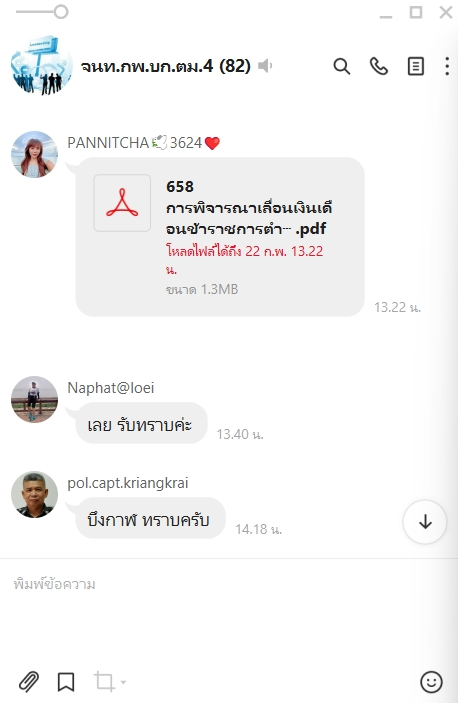 จนท.กพ.บก.ตม.4 (82)
PANNITCHA🕊3624❤️
658
การพิจารณาเลื่อนเงินเดื
อนข้าราชการตำ··· .pdf
โหลดไฟล์ได้ถึง 22 ก.พ. 13.22
น.
ขนาด 1.3MB
13.22 น.
Naphat@loei
เลย รับทราบค่ะ
13.40 น.
pol.capt.kriangkrai
บึงกาฬ ทราบครับ
14.18 น.
พิมพ์ข้อความ